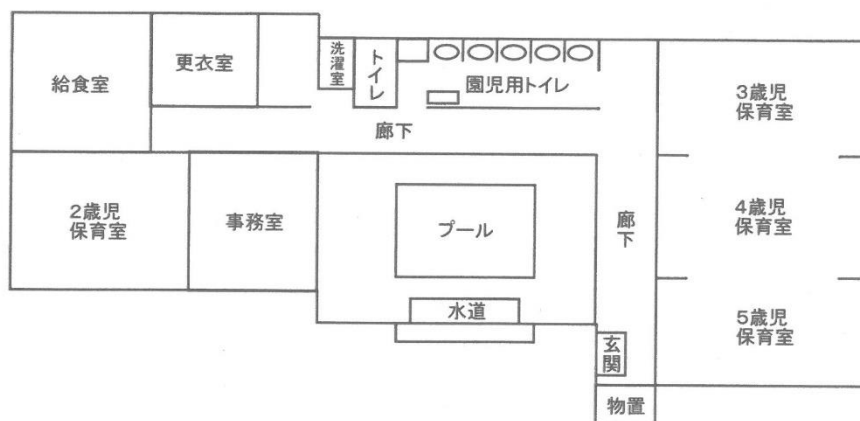 給食室
更衣室
洗濯室
トイレ
園児用トイレ
3歳児
保育室
廊下
2歳児
保育室
事務室
プール
廊下
4歳児
保育室
水道
玄関
5歳児
保育室
物置